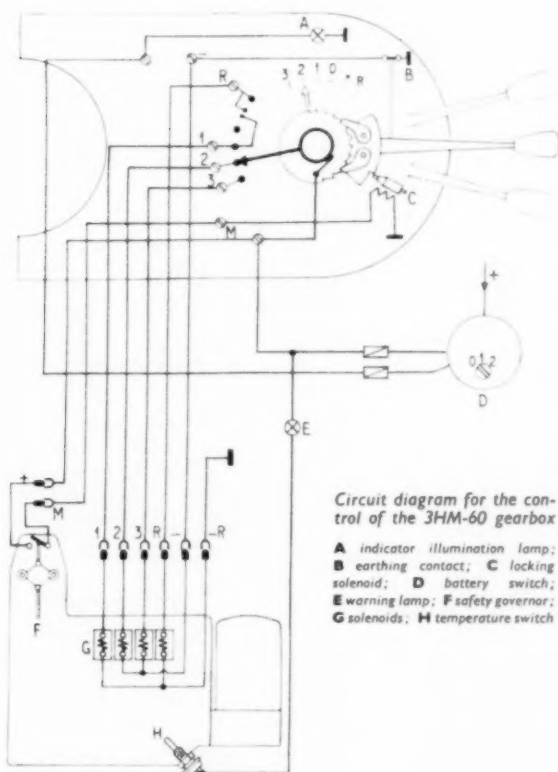 A
–
B
R
3 2 1 0 • R
1
2
3
C
M
+
0 1 2
D
E
+
M
1 2 3 R – –R
F
G
H
Circuit diagram for the con-
trol of the 3HM-60 gearbox
A indicator illumination lamp;
B earthing contact; C locking
solenoid; D battery switch;
E warning lamp; F safety governor;
G solenoids; H temperature switch